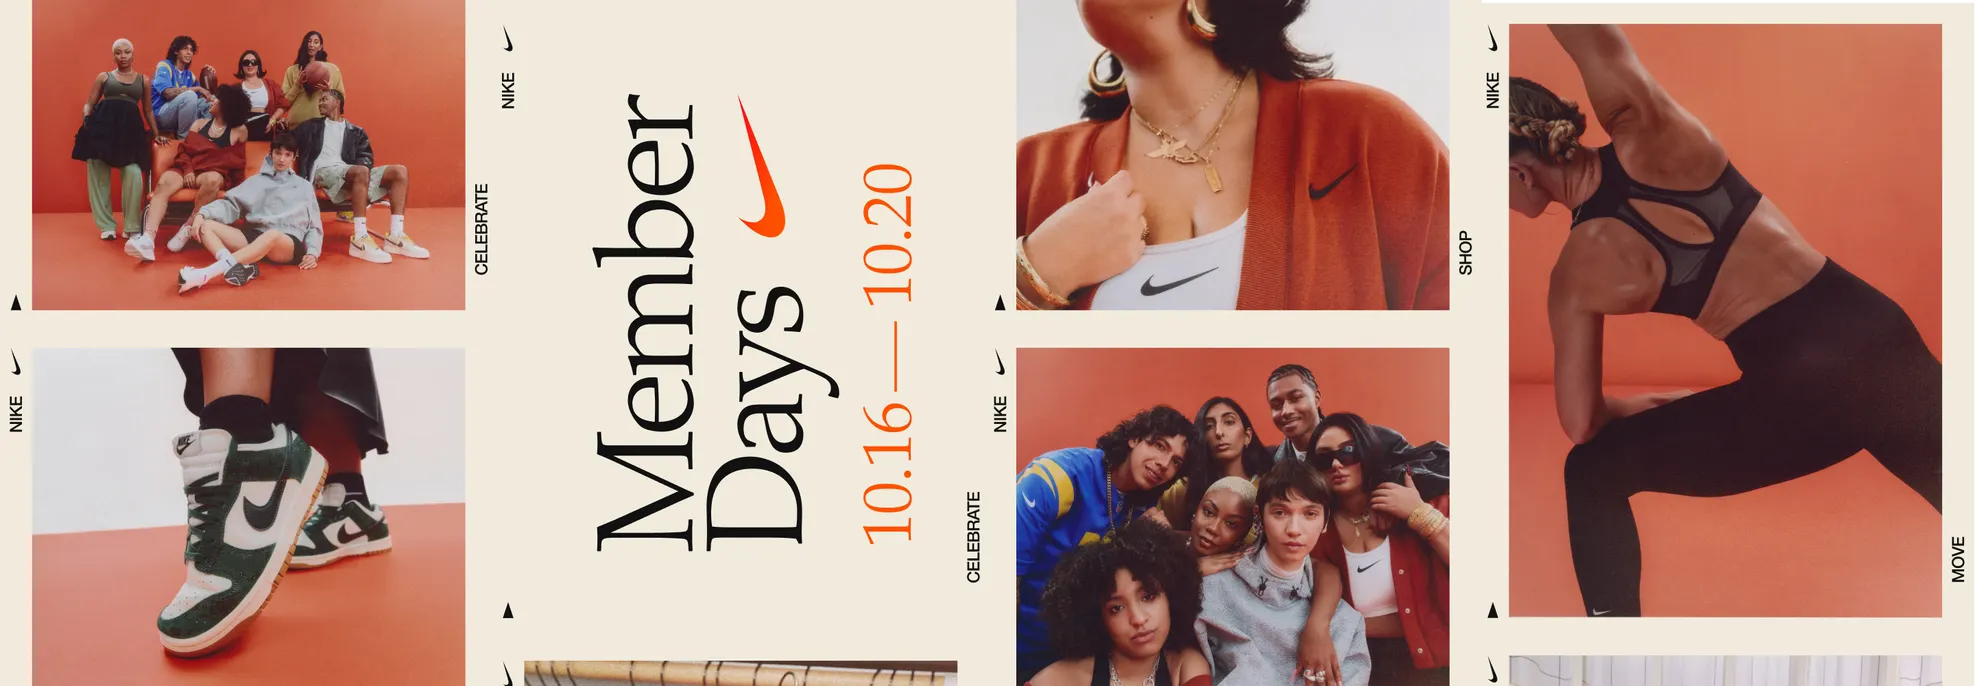 NIKE
CELEBRATE
NIKE
Member
Days
10.16—10.20
CELEBRATE
NIKE
SHOP
NIKE
MOVE